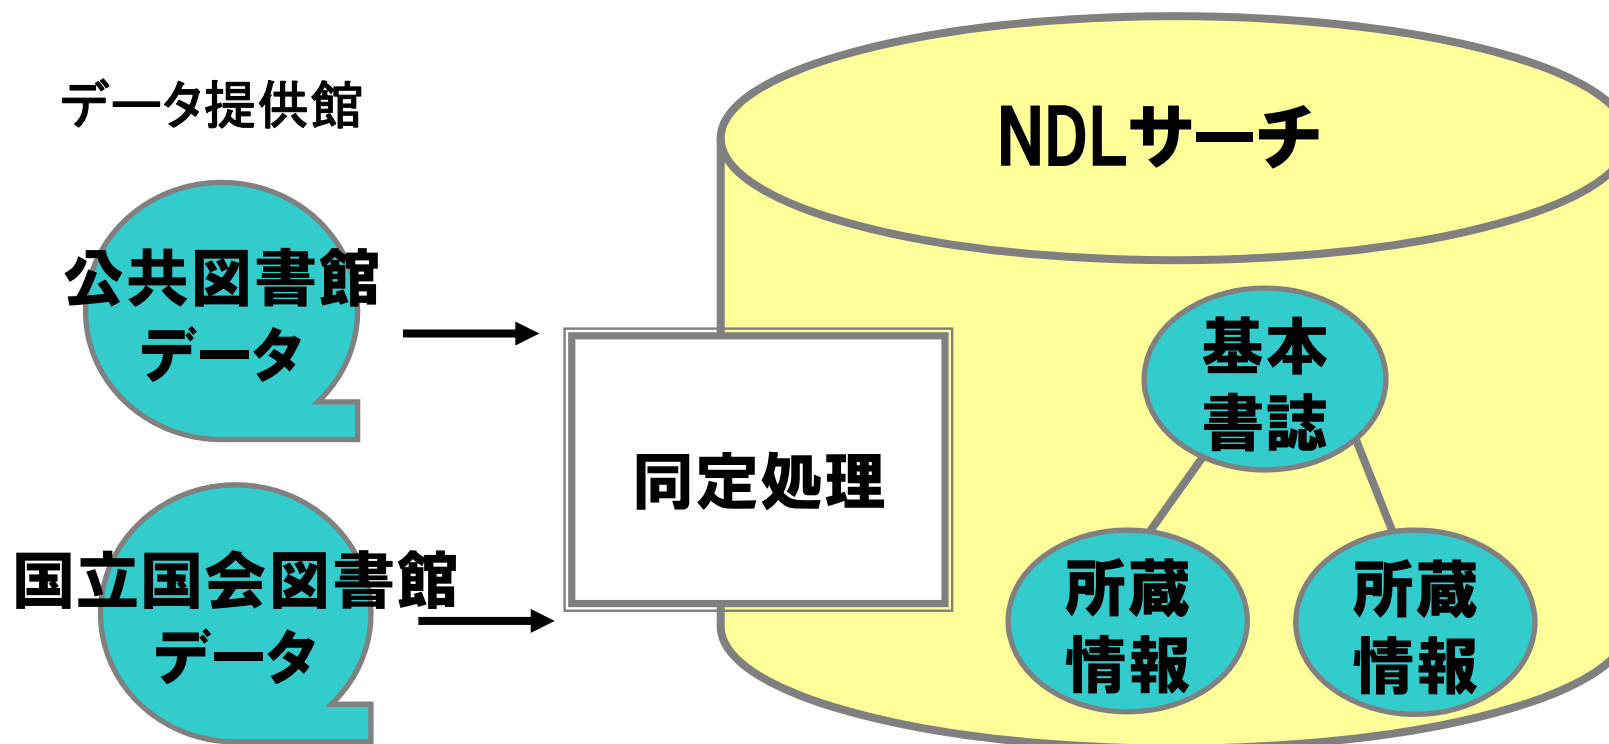 データ提供館
NDLサーチ
公共図書館
データ
基本
書誌
同定処理
国立国会図書館
データ
所蔵
情報
所蔵
情報